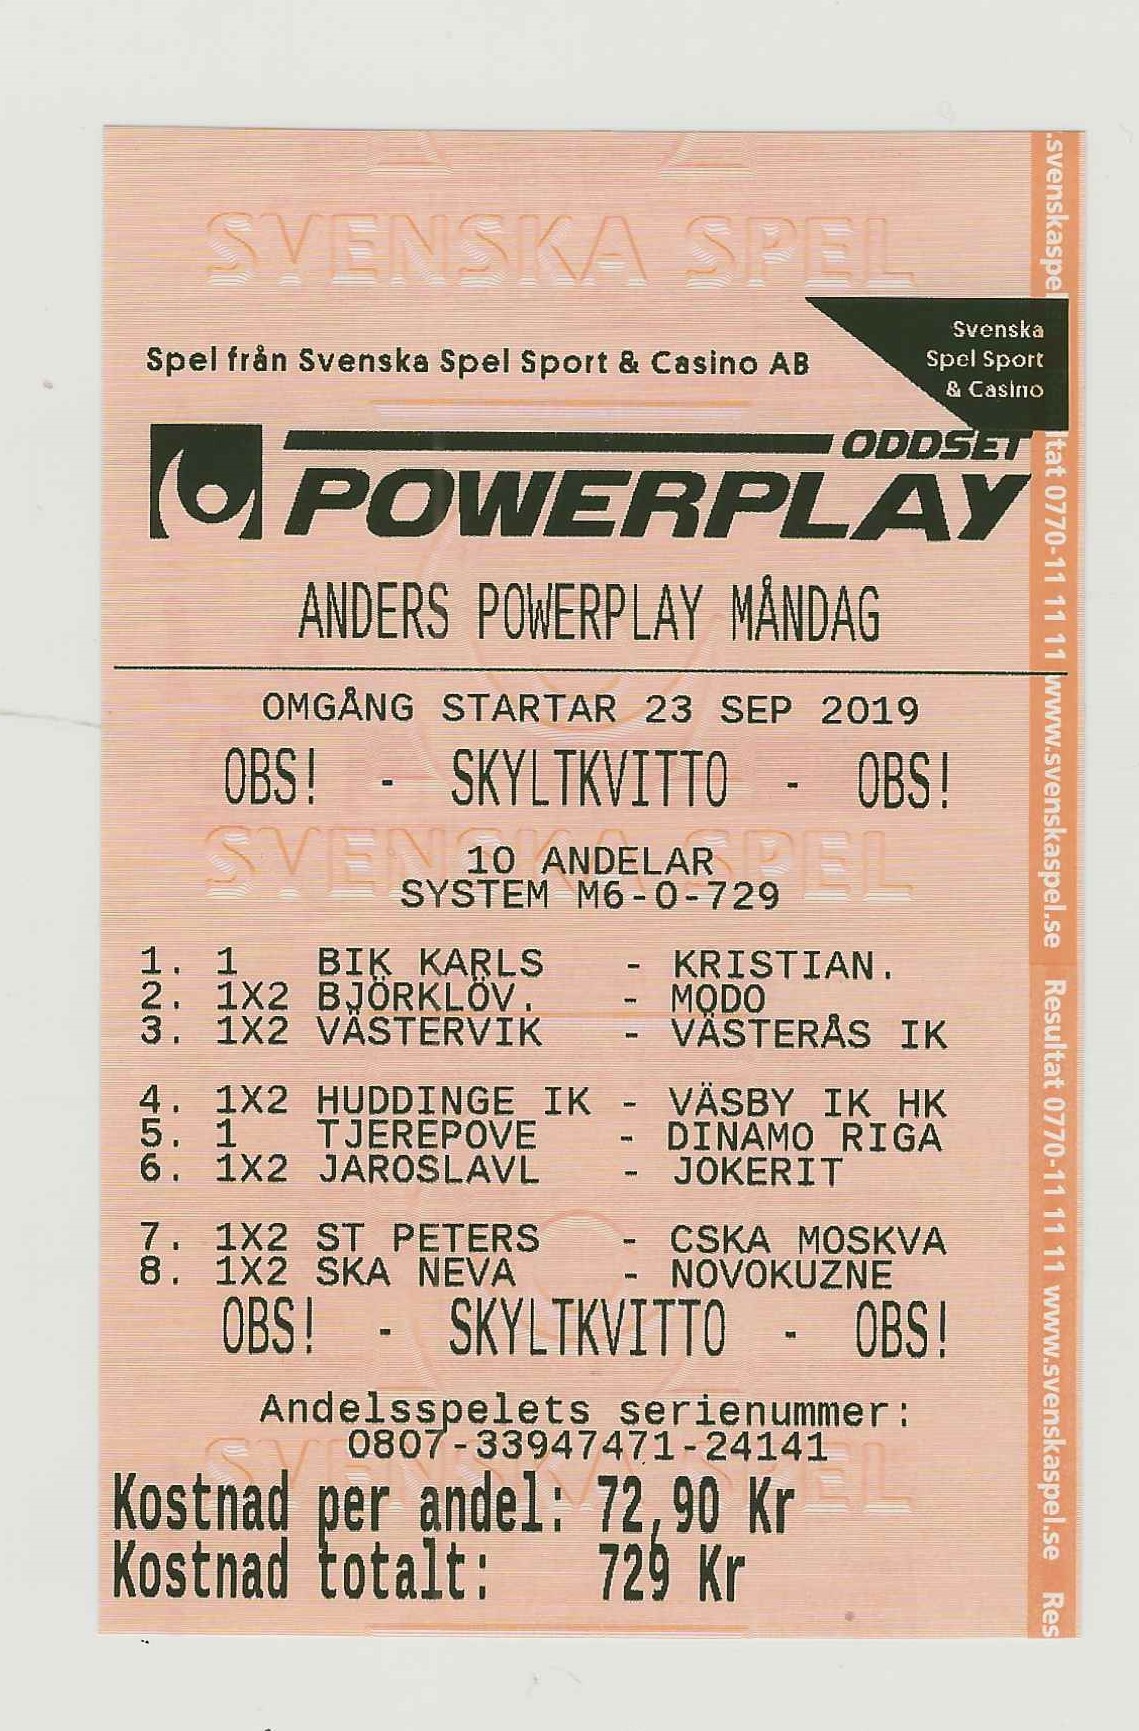 SVENSKA SPEL
Svenska
Spel Sport
& Casino
Spel från Svenska Spel Sport & Casino AB
ODDSET
POWERPLAY
ANDERS POWERPLAY MÅNDAG
OMGÅNG STARTAR 23 SEP 2019
OBS! - SKYLTKVITTO - OBS!
SVENSKA SPEL
10 ANDELAR
SYSTEM M6-0-729
1. 1 BIK KARLS - KRISTIAN.
2. 1X2 BJÖRKLÖV. - MODO
3. 1X2 VÄSTERVIK - VÄSTERÅS IK
4. 1X2 HUDDINGE IK - VÄSBY IK HK
5. 1 TJEREPOVE - DINAMO RIGA
6. 1X2 JAROSLAVL - JOKERIT
7. 1X2 ST PETERS - CSKA MOSKVA
8. 1X2 SKA NEVA - NOVOKUZNE
OBS! - SKYLTKVITTO - OBS!
Andelsspelets serienummer:
0807-33947471-24141
SVENSKA SPEL
Kostnad per andel: 72,90 Kr
Kostnad totalt: 729 Kr
.svenskaspel ltat 0770-11 11 11 www.svenskaspel.se Resultat 0770-11 11 11 www.svenskaspel.se Res